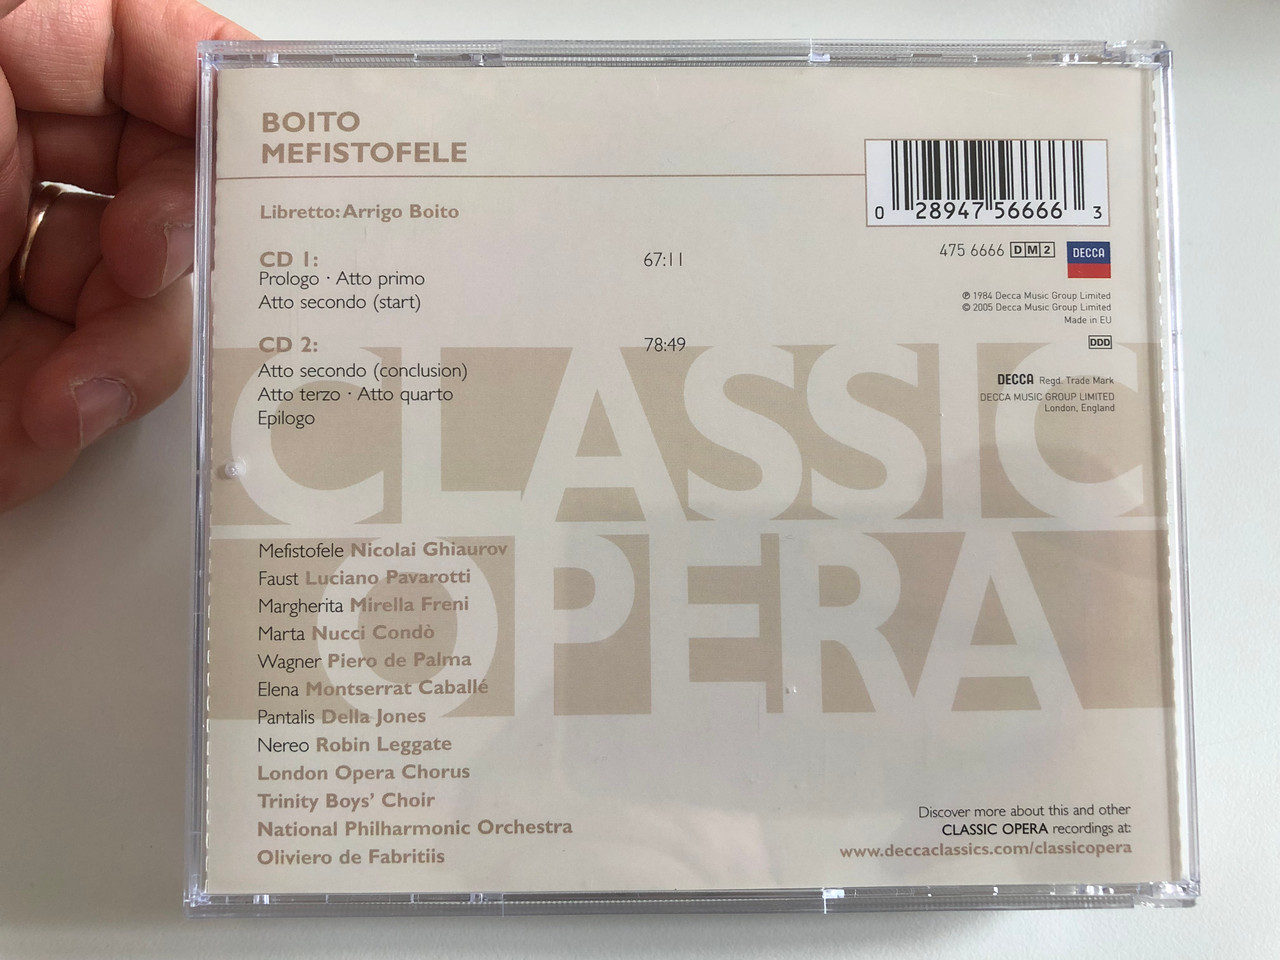 BOITO
MEFISTOFELE
Libretto: Arrigo Boito
CD 1: 67:11
Prologo · Atto primo
Atto secondo (start)
CD 2: 78:49
Atto secondo (conclusion)
Atto terzo · Atto quarto
Epilogo
0 28947 56666 3
475 6666 DM2 DECCA
℗ 1984 Decca Music Group Limited
© 2005 Decca Music Group Limited
Made in EU
DDD
DECCA Regd. Trade Mark
DECCA MUSIC GROUP LIMITED
London, England
CLASSIC
OPERA
Mefistofele Nicolai Ghiaurov
Faust Luciano Pavarotti
Margherita Mirella Freni
Marta Nucci Condò
Wagner Piero de Palma
Elena Montserrat Caballé
Pantalis Della Jones
Nereo Robin Leggate
London Opera Chorus
Trinity Boys' Choir
National Philharmonic Orchestra
Oliviero de Fabritiis
Discover more about this and other
CLASSIC OPERA recordings at:
www.deccaclassics.com/classicopera